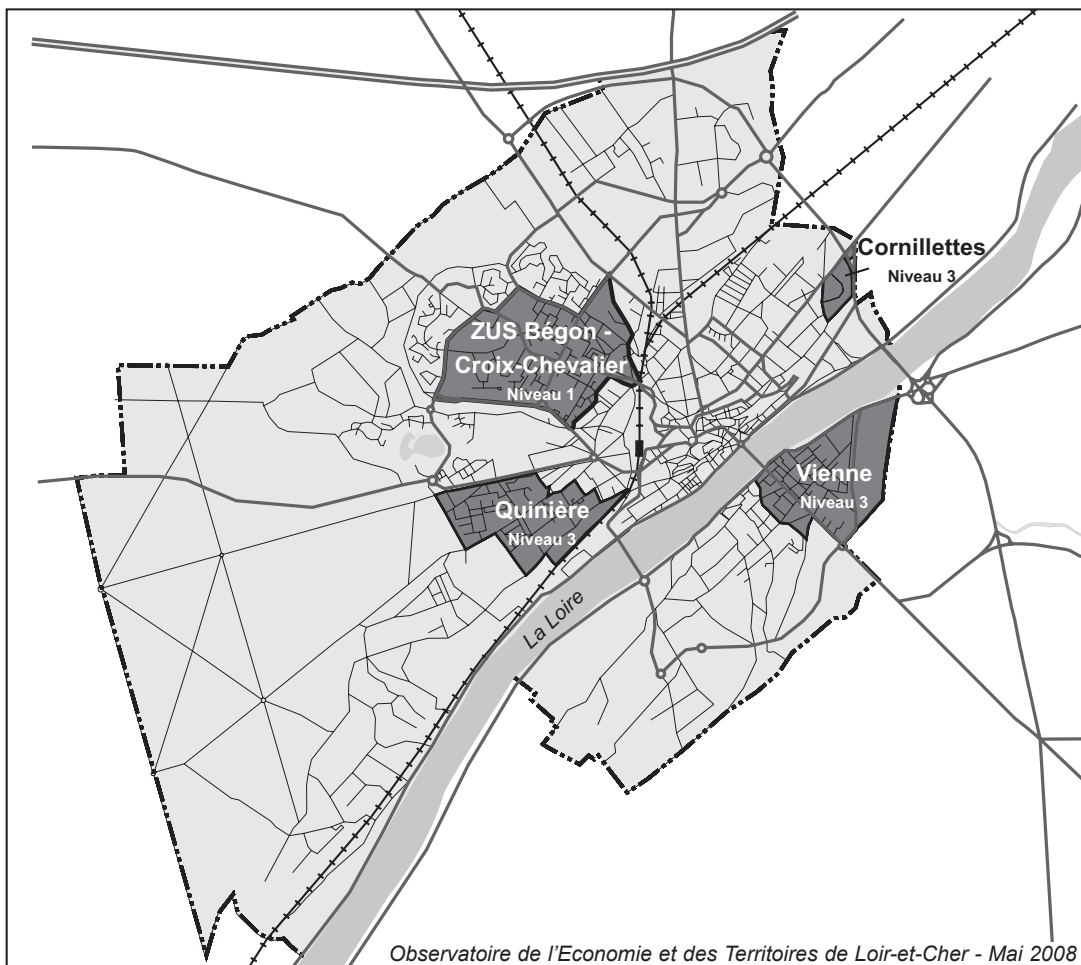 Cornillettes
Niveau 3
ZUS Bégon -
Croix-Chevalier
Niveau 1
Vienne
Niveau 3
Quinière
Niveau 3
La Loire
Observatoire de l'Economie et des Territoires de Loir-et-Cher - Mai 2008